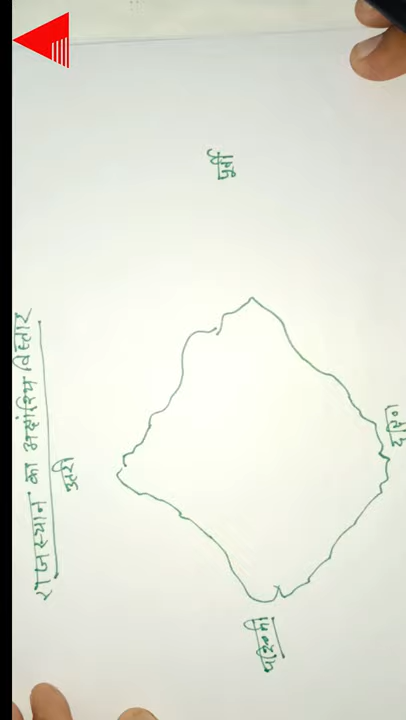 राजस्थान का अक्षांशिय विस्तार
उत्तरी
पूर्वी
पश्चिमी
दक्षिण